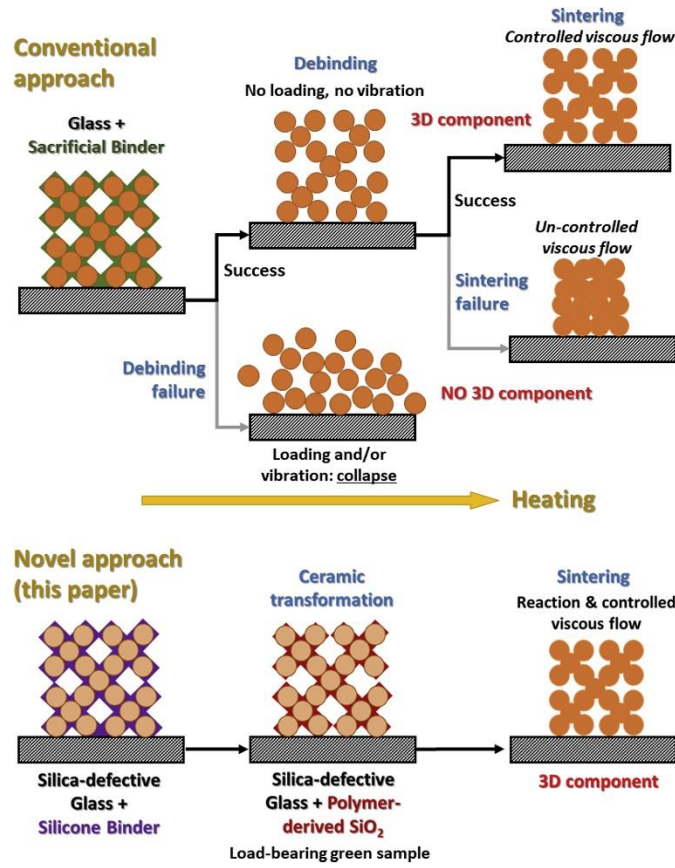 Conventional
approach
Glass +
Sacrificial Binder
Debinding
No loading, no vibration
Success
Debinding
failure
Loading and/or
vibration: collapse
NO 3D component
Sintering
Controlled viscous flow
3D component
Success
Un-controlled
viscous flow
Sintering
failure
Heating
Novel approach
(this paper)
Silica-defective
Glass +
Silicone Binder
Ceramic
transformation
Silica-defective
Glass + Polymer-
derived SiO₂
Load-bearing green sample
Sintering
Reaction & controlled
viscous flow
3D component